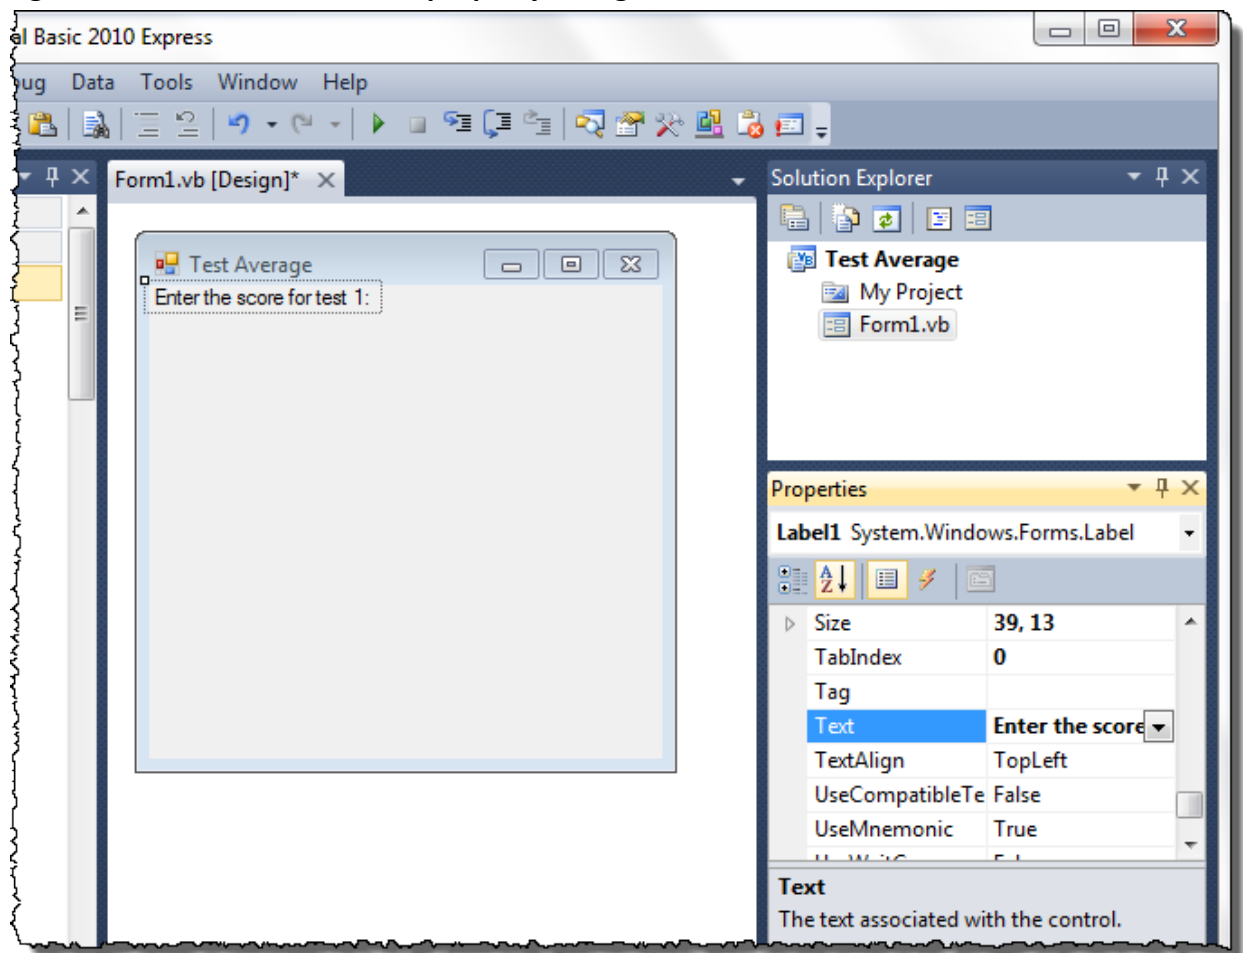 al Basic 2010 Express
bug Data Tools Window Help
Form1.vb [Design]*
Test Average
Enter the score for test 1:
Solution Explorer
Test Average
My Project
Form1.vb
Properties
Label1 System.Windows.Forms.Label
Size 39, 13
TabIndex 0
Tag
Text Enter the score
TextAlign TopLeft
UseCompatibleTe False
UseMnemonic True
Text
The text associated with the control.